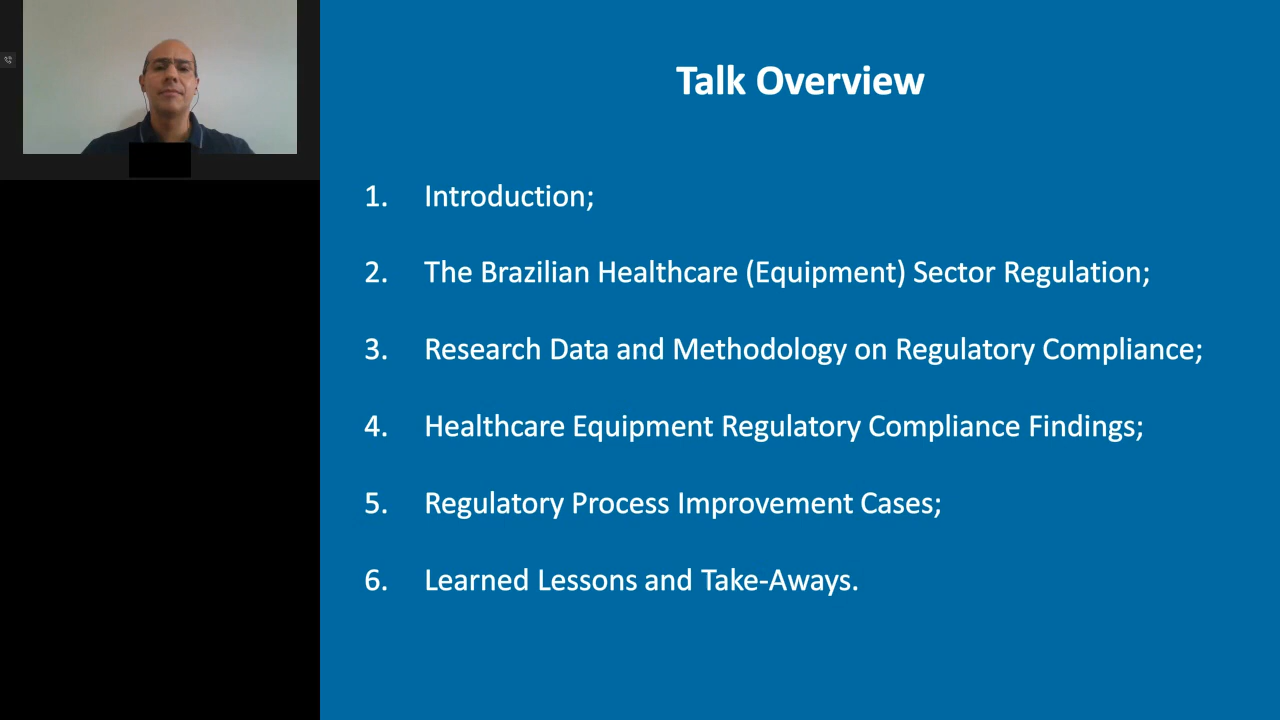 Talk Overview
1. Introduction;
2. The Brazilian Healthcare (Equipment) Sector Regulation;
3. Research Data and Methodology on Regulatory Compliance;
4. Healthcare Equipment Regulatory Compliance Findings;
5. Regulatory Process Improvement Cases;
6. Learned Lessons and Take-Aways.